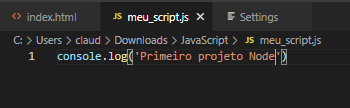 index.html JS meu_script.js Settings
C: > Users > claud > Downloads > JavaScript > JS meu_script.js
1 console.log('Primeiro projeto Node')